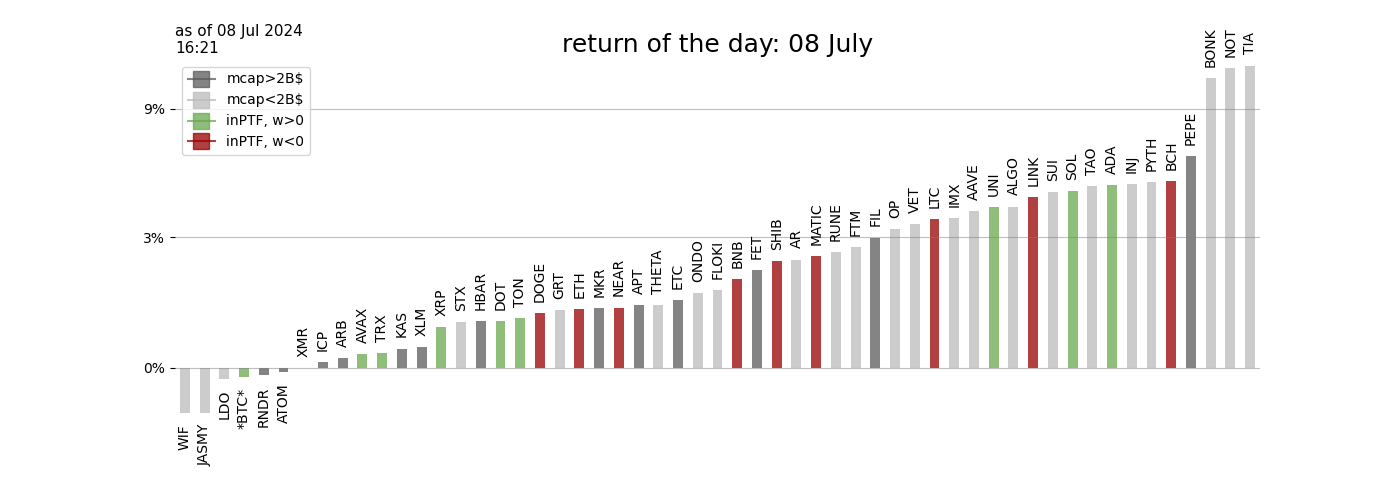 as of 08 Jul 2024
16:21
return of the day: 08 July
mcap>2B$
mcap<2B$
inPTF, w>0
inPTF, w<0
9%
3%
0%
WIF
JASMY
LDO
*BTC*
RNDR
ATOM
XMR
ICP
ARB
AVAX
TRX
KAS
XLM
XRP
STX
HBAR
DOT
TON
DOGE
GRT
ETH
MKR
NEAR
APT
THETA
ETC
ONDO
FLOKI
BNB
FET
SHIB
AR
MATIC
RUNE
FTM
FIL
OP
VET
LTC
IMX
AAVE
UNI
ALGO
LINK
SUI
SOL
TAO
ADA
INJ
PYTH
BCH
PEPE
BONK
NOT
TIA